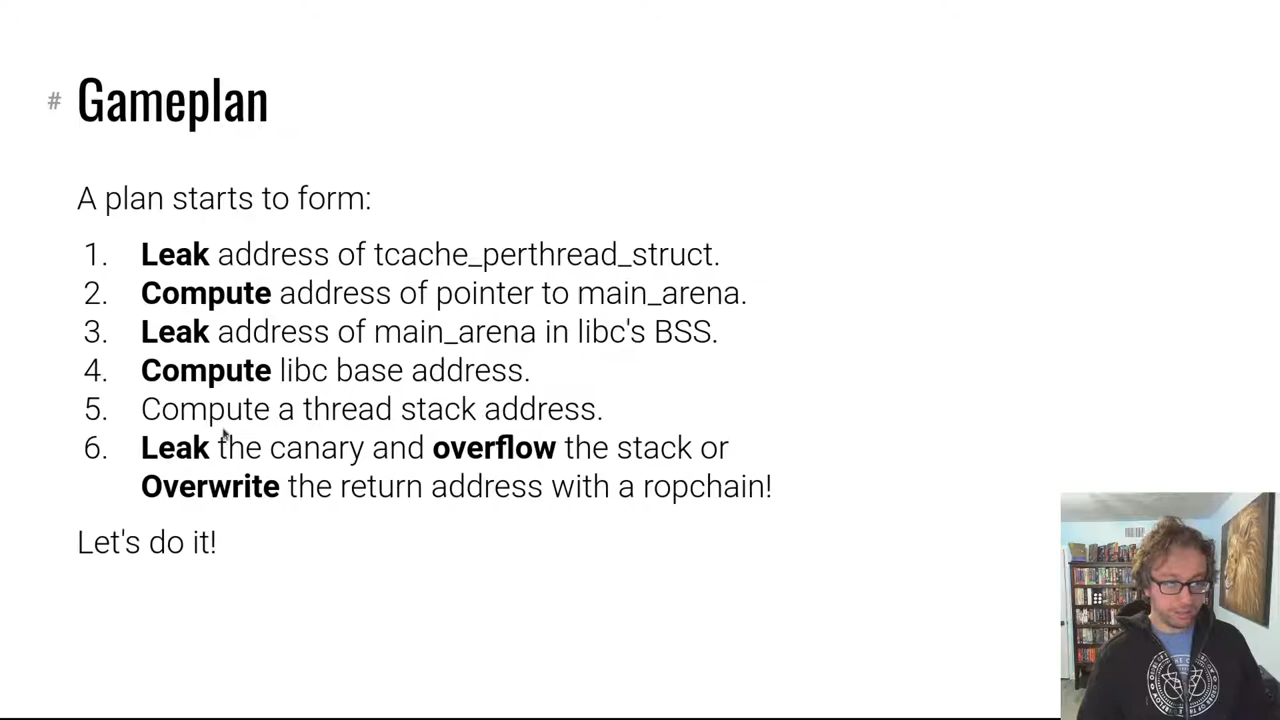 # Gameplan
A plan starts to form:
1. Leak address of tcache_perthread_struct.
2. Compute address of pointer to main_arena.
3. Leak address of main_arena in libc's BSS.
4. Compute libc base address.
5. Compute a thread stack address.
6. Leak the canary and overflow the stack or
Overwrite the return address with a ropchain!
Let's do it!